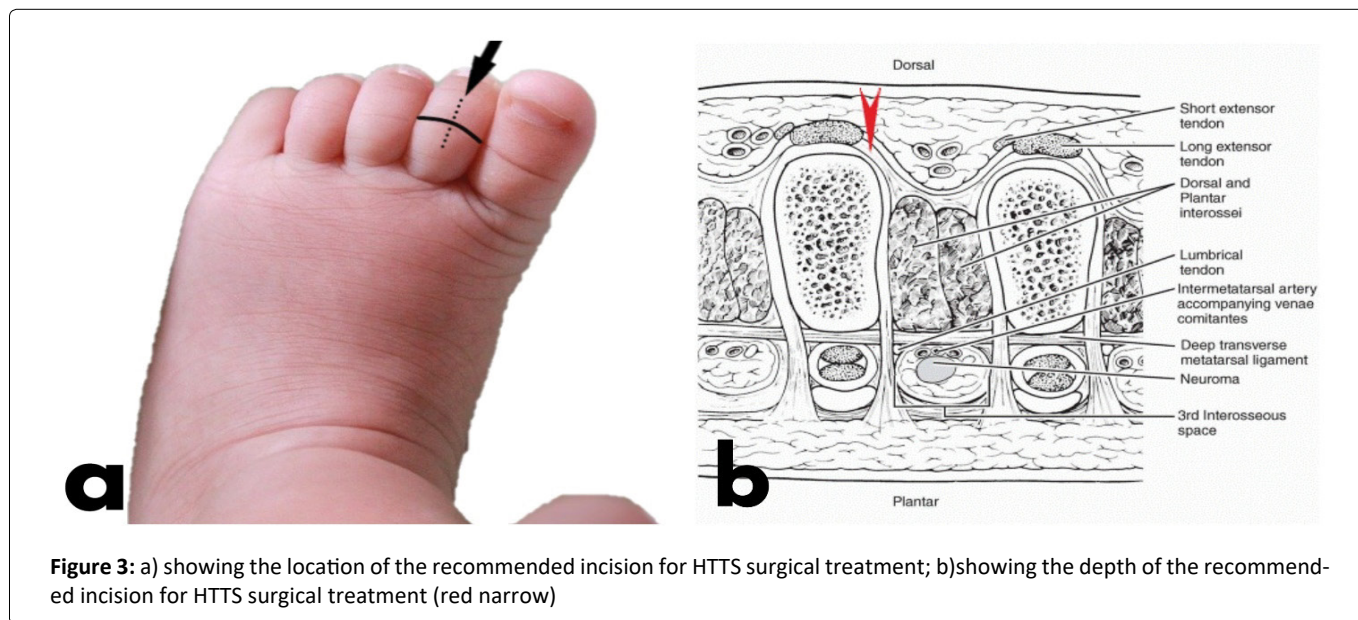 Dorsal
Short extensor
tendon
Long extensor
tendon
Dorsal and
Plantar
interossei
Lumbrical
tendon
Intermetatarsal artery
accompanying venae
comitantes
Deep transverse
metatarsal ligament
Neuroma
3rd Interosseous
space
Plantar
a
b
Figure 3: a) showing the location of the recommended incision for HTTS surgical treatment; b)showing the depth of the recommend-
ed incision for HTTS surgical treatment (red narrow)